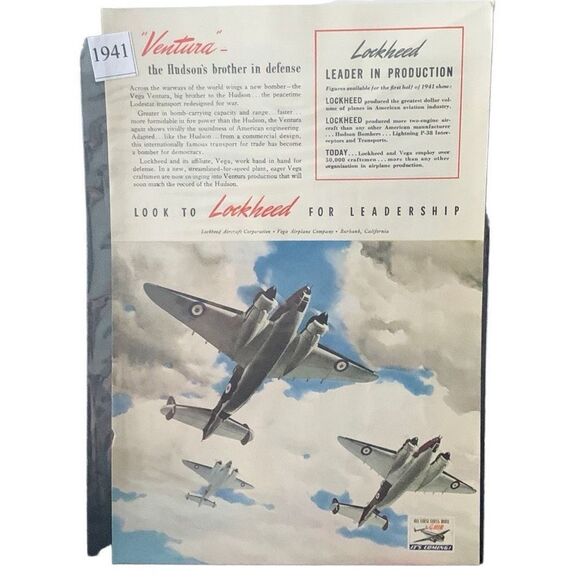 1941
"Ventura"—
the Hudson's brother in defense
Across the warways of the world wings a new bomber—the
Vega Ventura, big brother to the Hudson . . . the peacetime
Lodestar transport redesigned for war.
Greater in bomb-carrying capacity and range... faster...
more formidable in fire power than the Hudson, the Ventura
again shows vividly the soundness of American engineering.
Adapted... like the Hudson... from a commercial design,
this internationally famous transport for trade has become
a bomber for democracy.
Lockheed and its affiliate, Vega, work hand in hand for
defense. In a new, streamlined-for-speed plant, eager Vega
craftsmen are now swinging into Ventura production that will
soon match the record of the Hudson.
Lockheed
LEADER IN PRODUCTION
Figures available for the first half of 1941 show:
LOCKHEED produced the greatest dollar vol-
ume of planes in American aviation industry.
LOCKHEED produced more two-engine air-
craft than any other American manufacturer
. . . Hudson Bombers . . . Lightning P-38 Inter-
ceptors and Transports.
TODAY . . . Lockheed and Vega employ over
50,000 craftsmen ... more than any other
organization in airplane production.
LOOK TO Lockheed FOR LEADERSHIP
Lockheed Aircraft Corporation • Vega Airplane Company • Burbank, California
IT'S COMING!